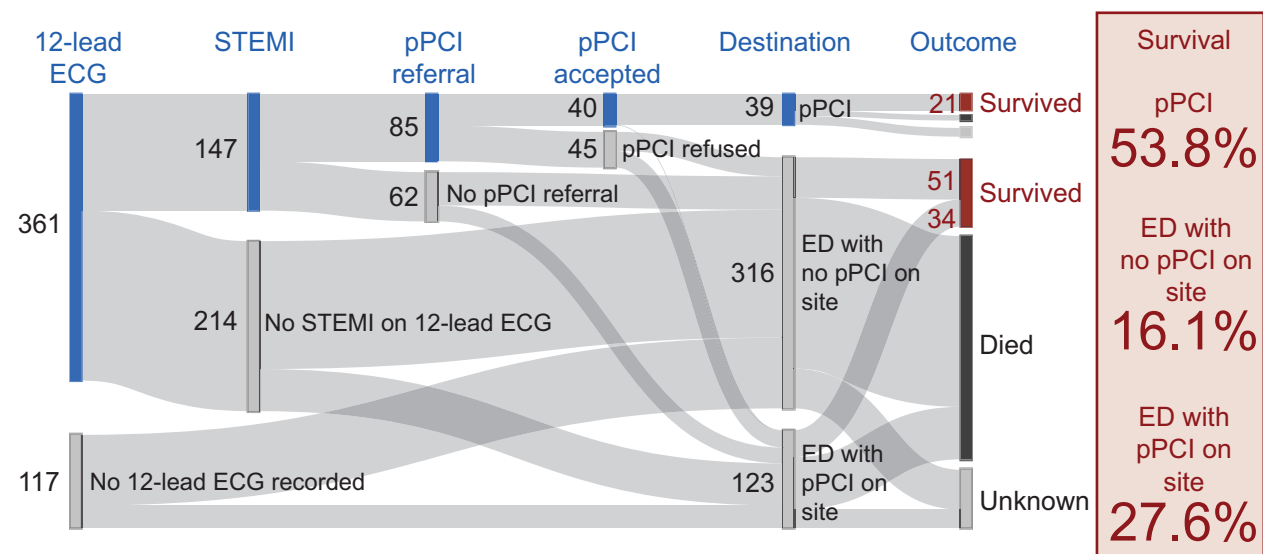 12-lead
ECG
STEMI
pPCI
referral
pPCI
accepted
Destination
Outcome
361
117
No 12-lead ECG recorded
147
214
No STEMI on 12-lead ECG
85
62
No pPCI referral
40
45
pPCI refused
39
pPCI
316
ED with
no pPCI on
site
123
ED with
pPCI on
site
21
Survived
51
34
Survived
Died
Unknown
Survival
pPCI
53.8%
ED with
no pPCI on
site
16.1%
ED with
pPCI on
site
27.6%